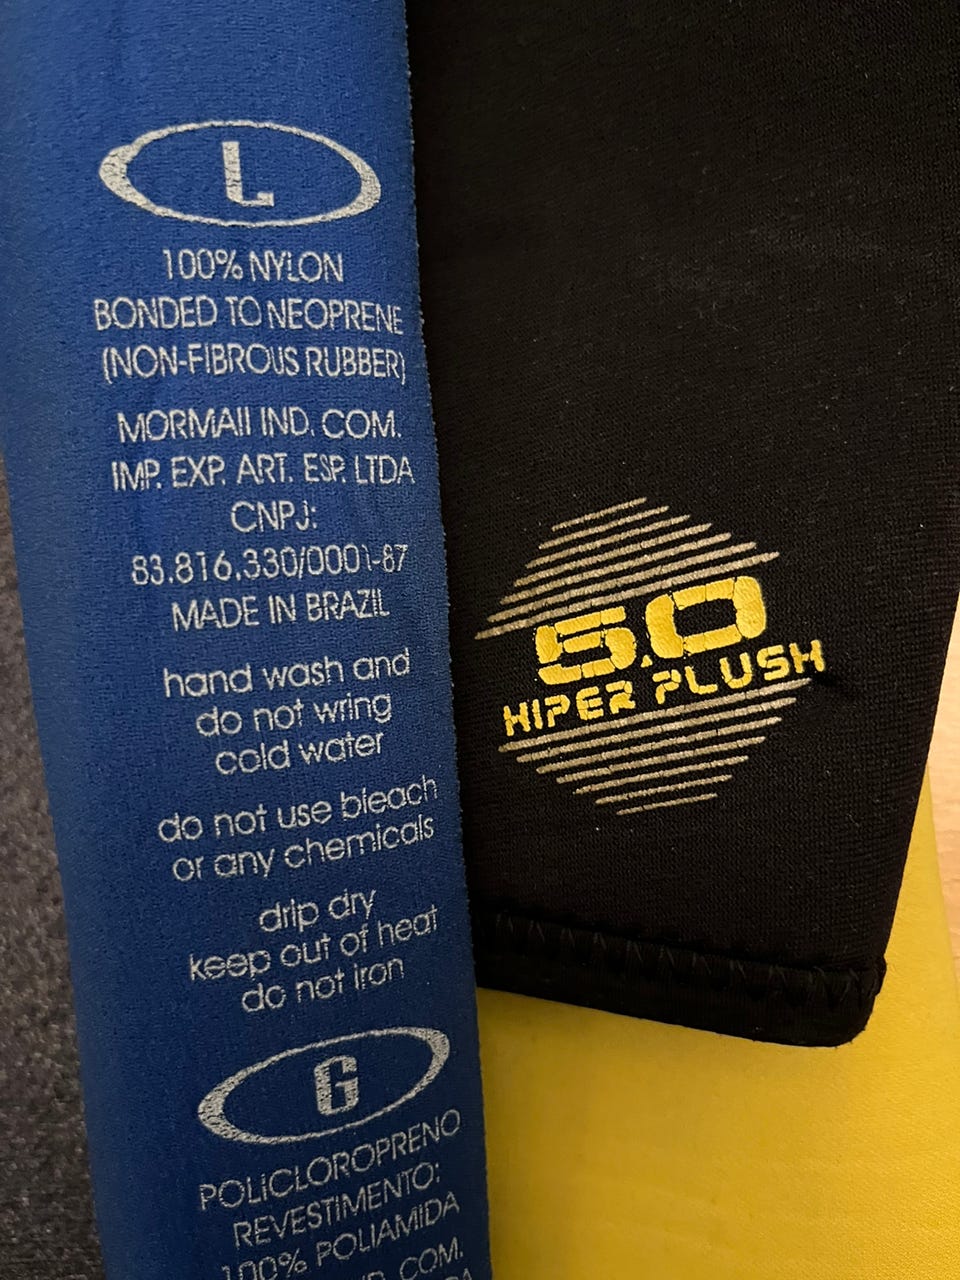 L
100% NYLON
BONDED TO NEOPRENE
(NON-FIBROUS RUBBER)
MORMAII IND. COM.
IMP. EXP. ART. ESP. LTDA
CNPJ:
83.816.330/0001-87
MADE IN BRAZIL
hand wash and
do not wring
cold water
do not use bleach
or any chemicals
drip dry
keep out of heat
do not iron
G
POLICLOROPRENO
REVESTIMENTO:
100% POLIAMIDA
COM.
5.0
HIPER PLUSH